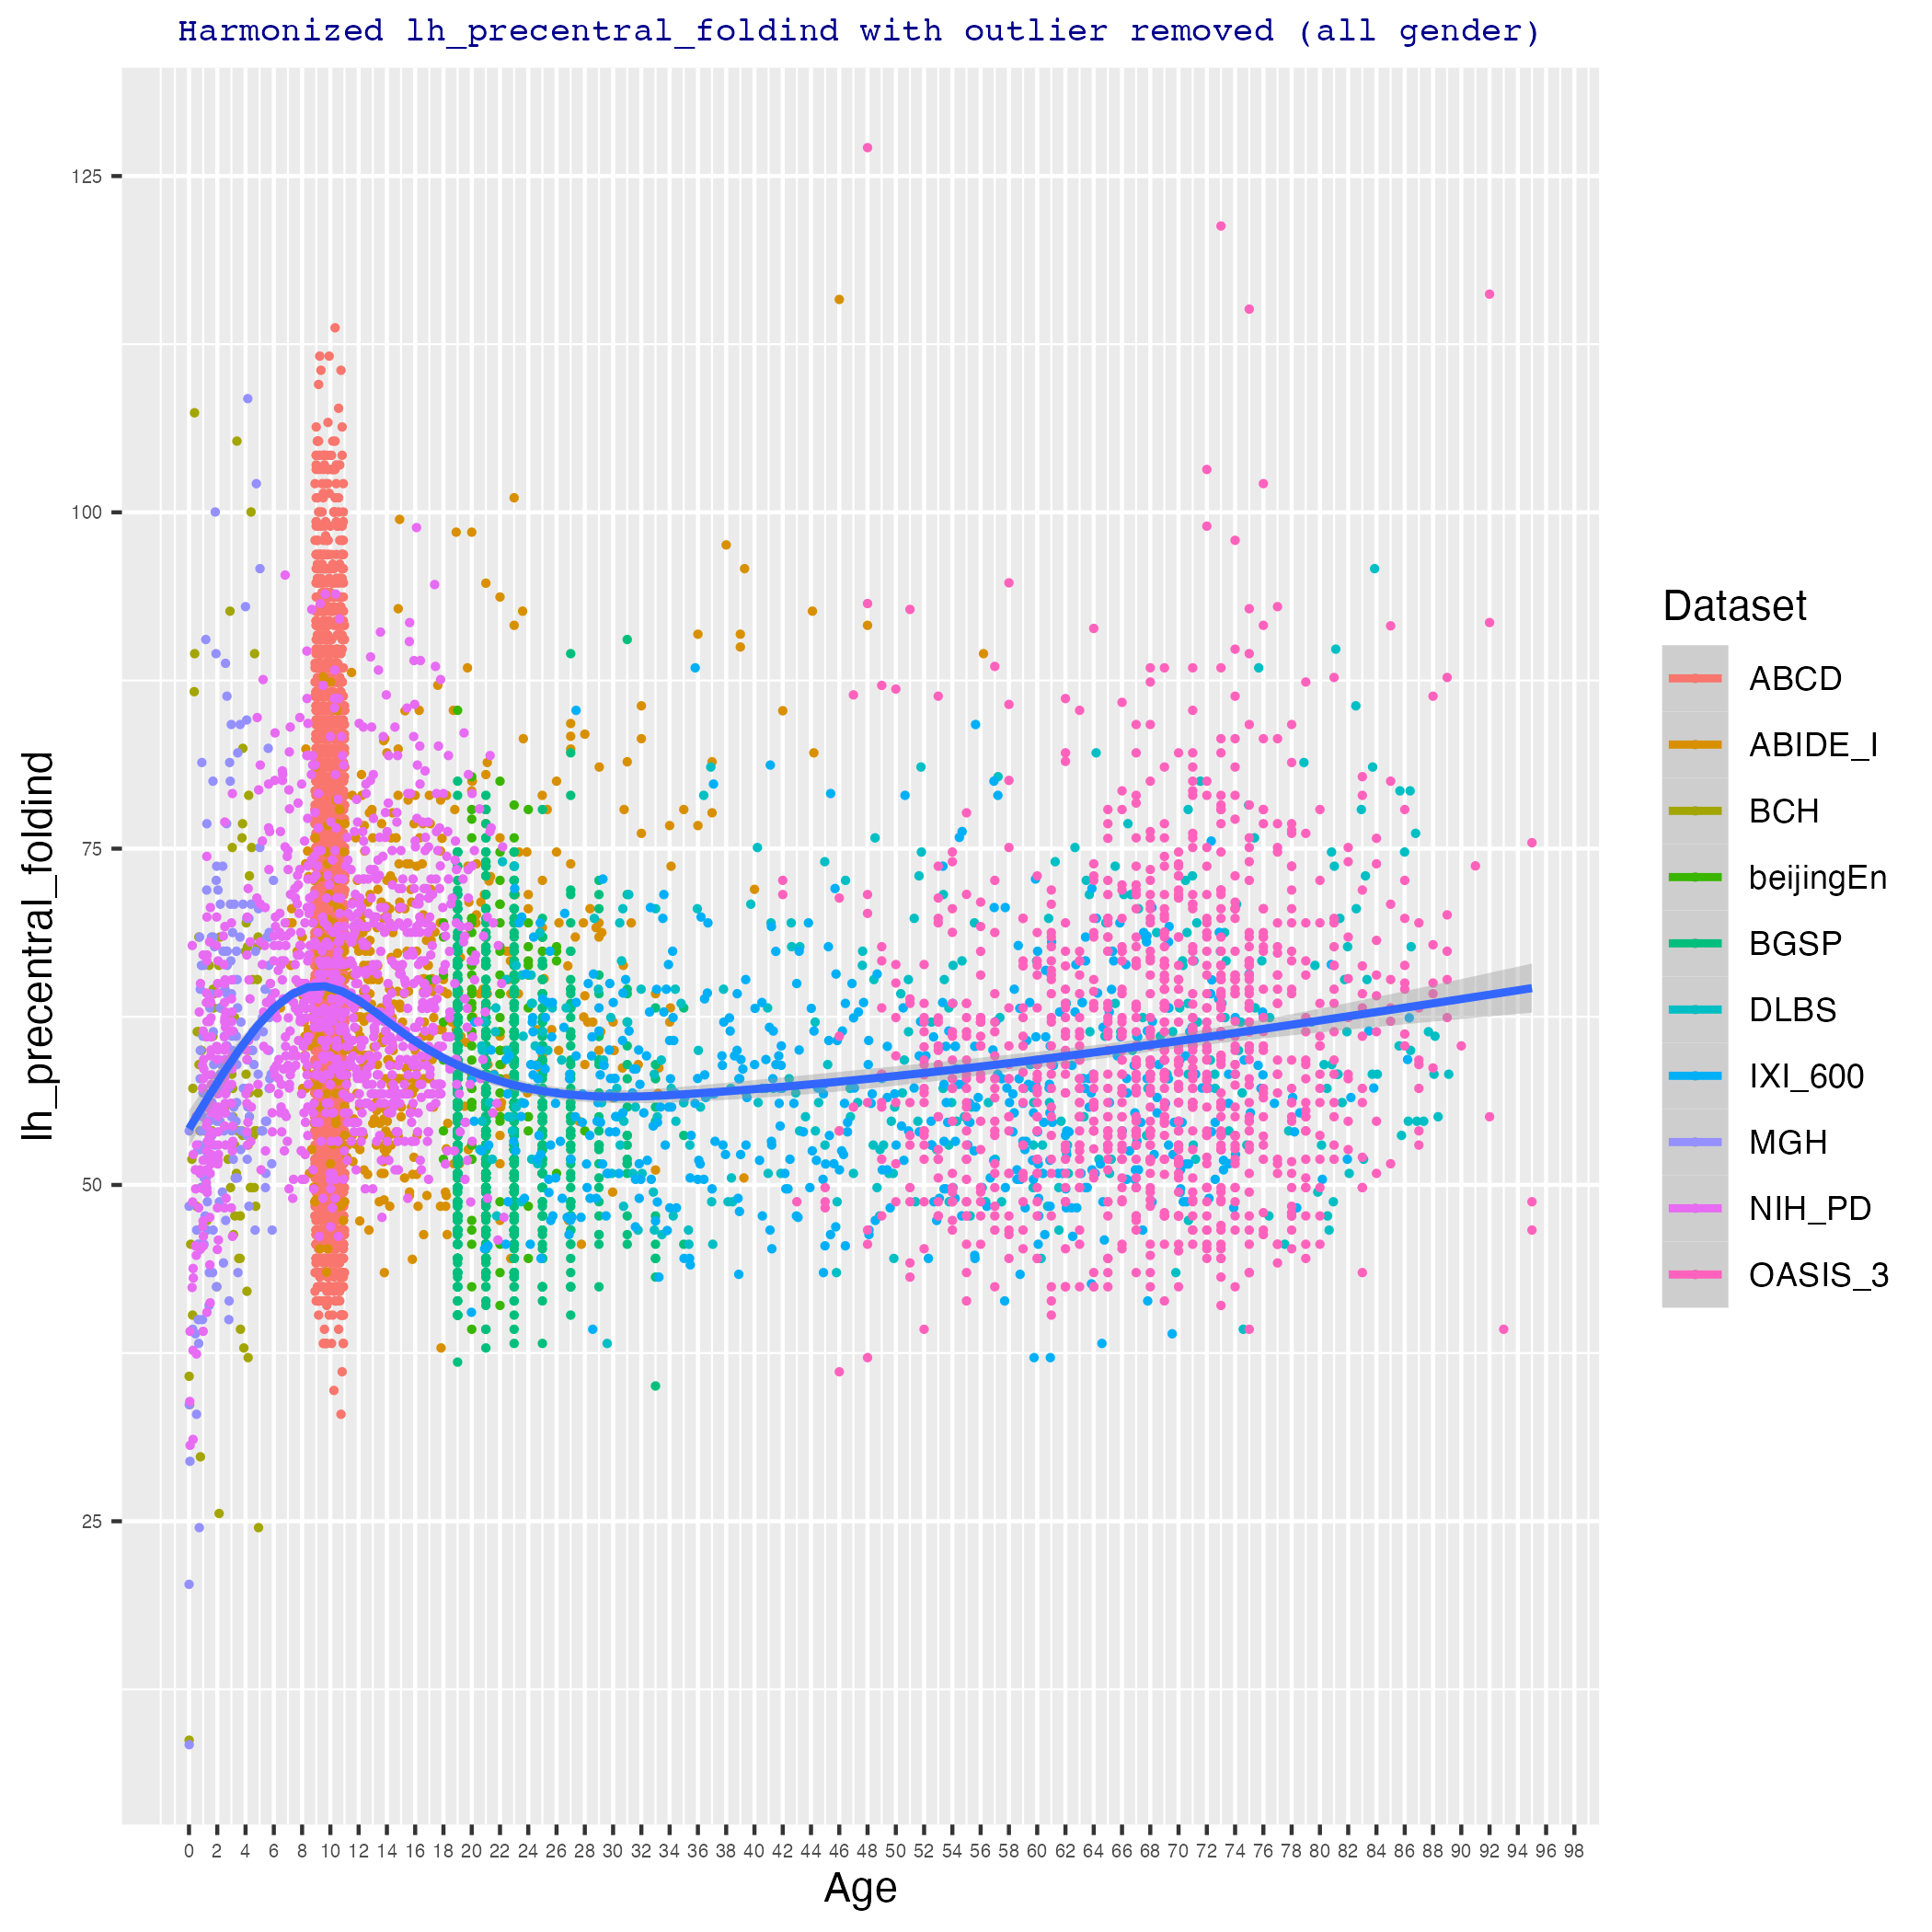 Harmonized lh_precentral_foldind with outlier removed (all gender)
lh_precentral_foldind
125
100
75
50
25
0 2 4 6 8 10 12 14 16 18 20 22 24 26 28 30 32 34 36 38 40 42 44 46 48 50 52 54 56 58 60 62 64 66 68 70 72 74 76 78 80 82 84 86 88 90 92 94 96 98
Age
Dataset
ABCD
ABIDE_I
BCH
beijingEn
BGSP
DLBS
IXI_600
MGH
NIH_PD
OASIS_3